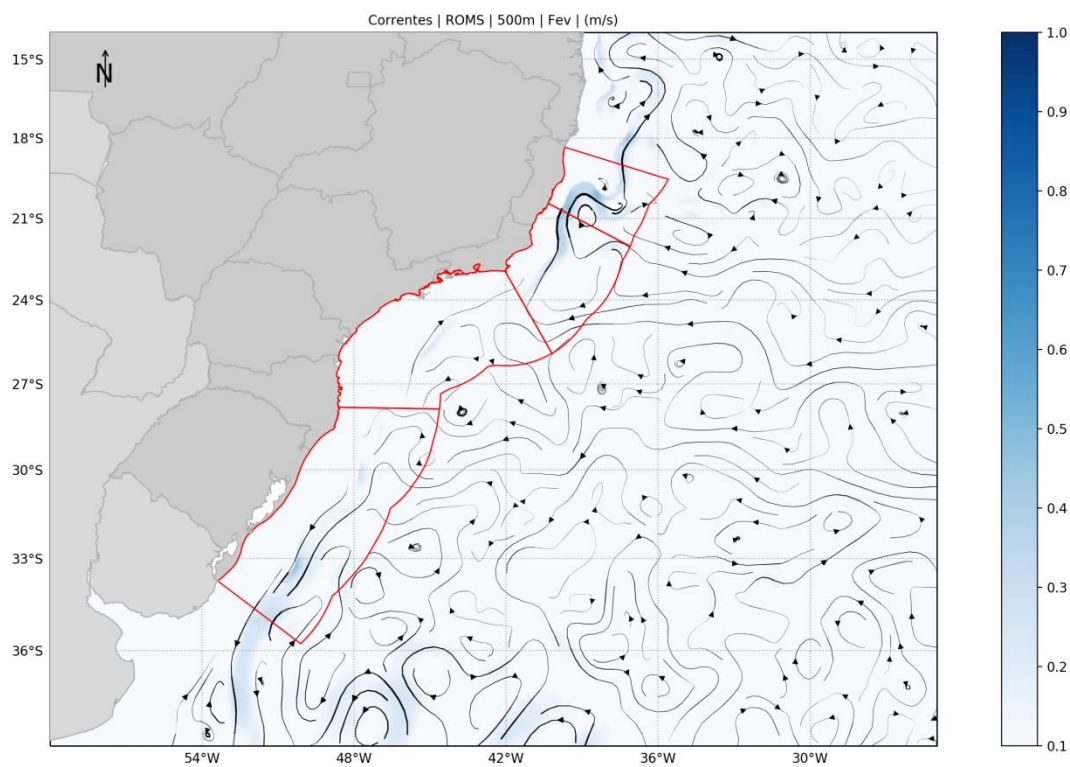 Correntes | ROMS | 500m | Fev | (m/s)
N
15°S
18°S
21°S
24°S
27°S
30°S
33°S
36°S
54°W
48°W
42°W
36°W
30°W
1.0
0.9
0.8
0.7
0.6
0.5
0.4
0.3
0.2
0.1